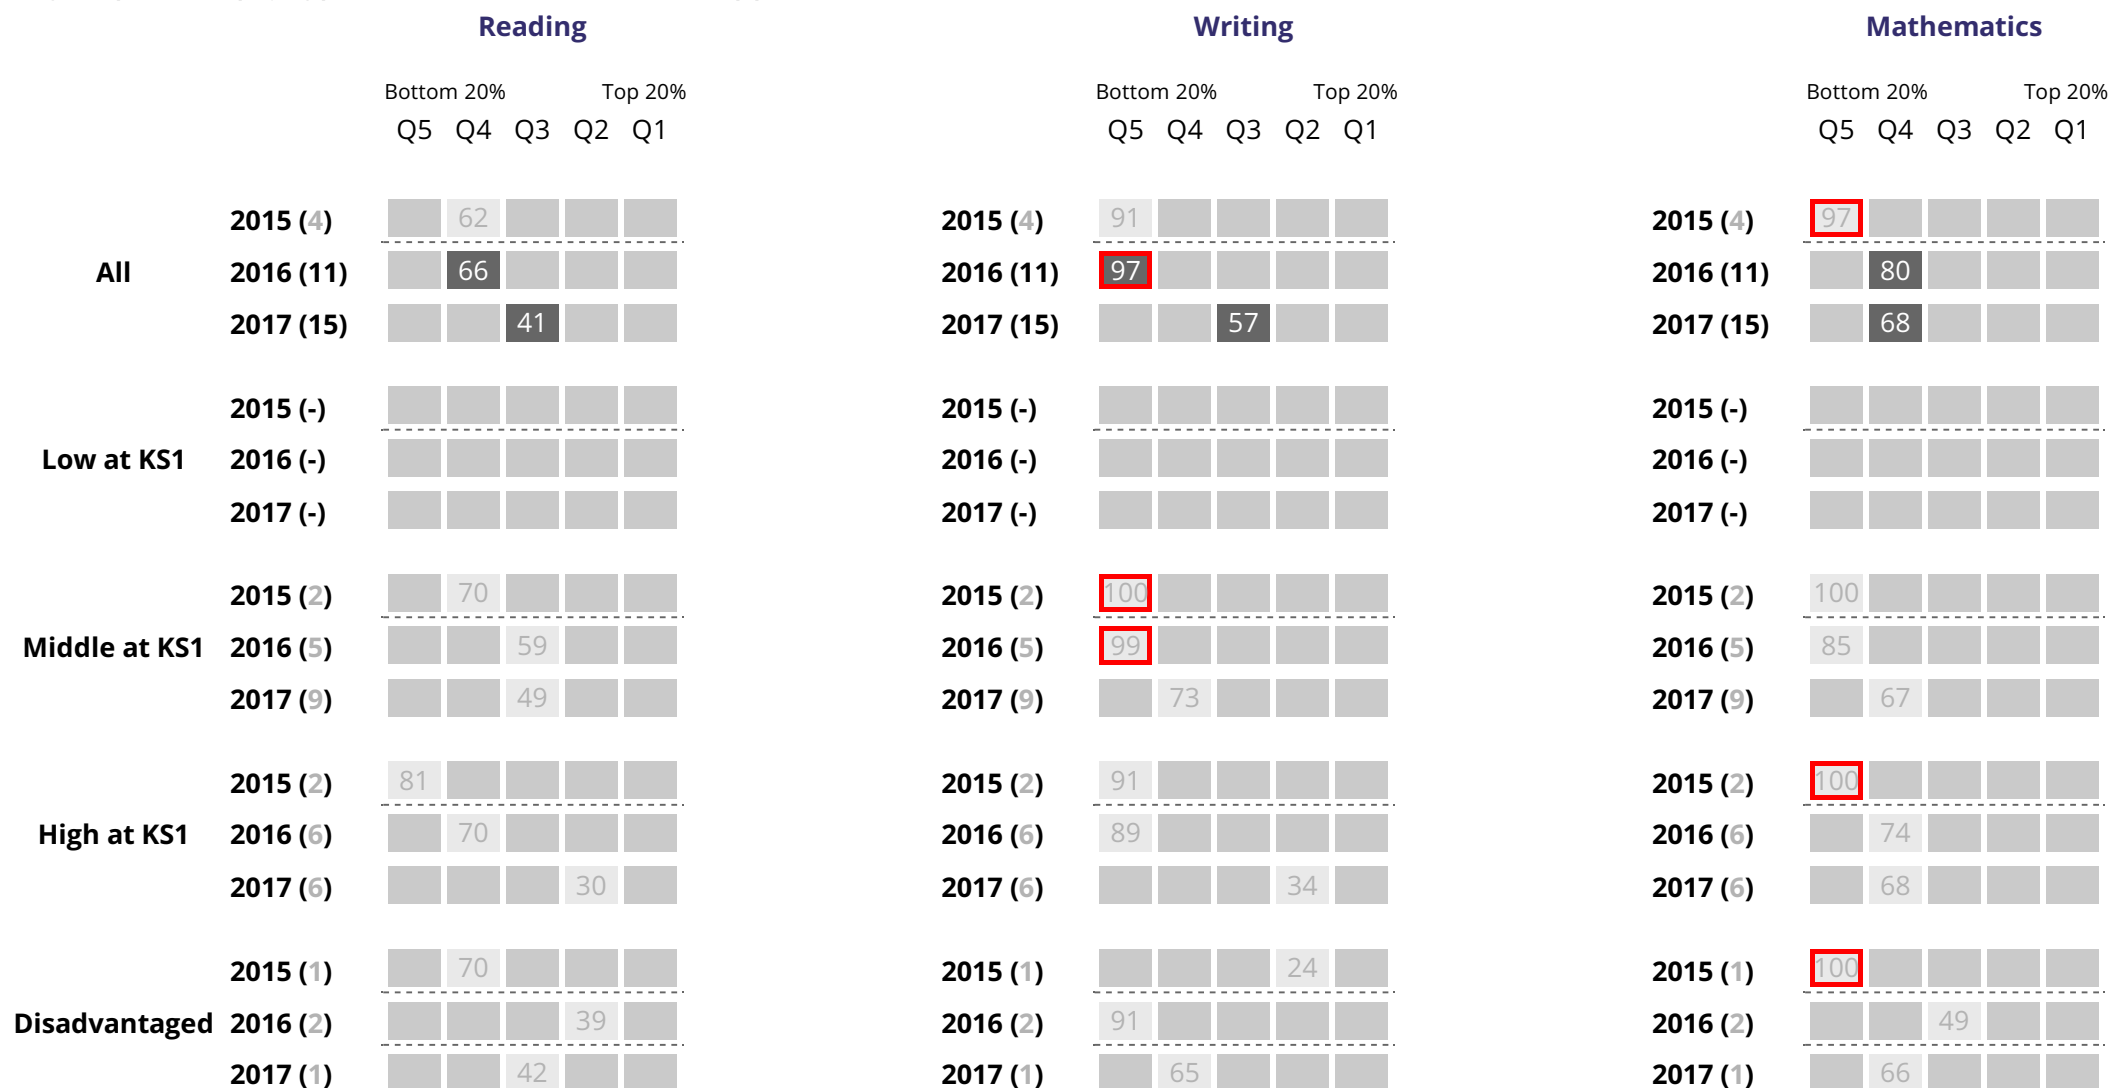 Reading Writing Mathematics
Bottom 20% Top 20% Bottom 20% Top 20% Bottom 20% Top 20%
Q5 Q4 Q3 Q2 Q1 Q5 Q4 Q3 Q2 Q1 Q5 Q4 Q3 Q2 Q1
2015 (4) 62 2015 (4) 91 2015 (4) 97
All 2016 (11) 66 2016 (11) 97 2016 (11) 80
2017 (15) 41 2017 (15) 57 2017 (15) 68
2015 (-) 2015 (-) 2015 (-)
Low at KS1 2016 (-) 2016 (-) 2016 (-)
2017 (-) 2017 (-) 2017 (-)
2015 (2) 70 2015 (2) 100 2015 (2) 100
Middle at KS1 2016 (5) 59 2016 (5) 99 2016 (5) 85
2017 (9) 49 2017 (9) 73 2017 (9) 67
2015 (2) 81 2015 (2) 91 2015 (2) 100
High at KS1 2016 (6) 70 2016 (6) 89 2016 (6) 74
2017 (6) 30 2017 (6) 34 2017 (6) 68
2015 (1) 70 2015 (1) 24 2015 (1) 100
Disadvantaged 2016 (2) 39 2016 (2) 91 2016 (2) 49
2017 (1) 42 2017 (1) 65 2017 (1) 66